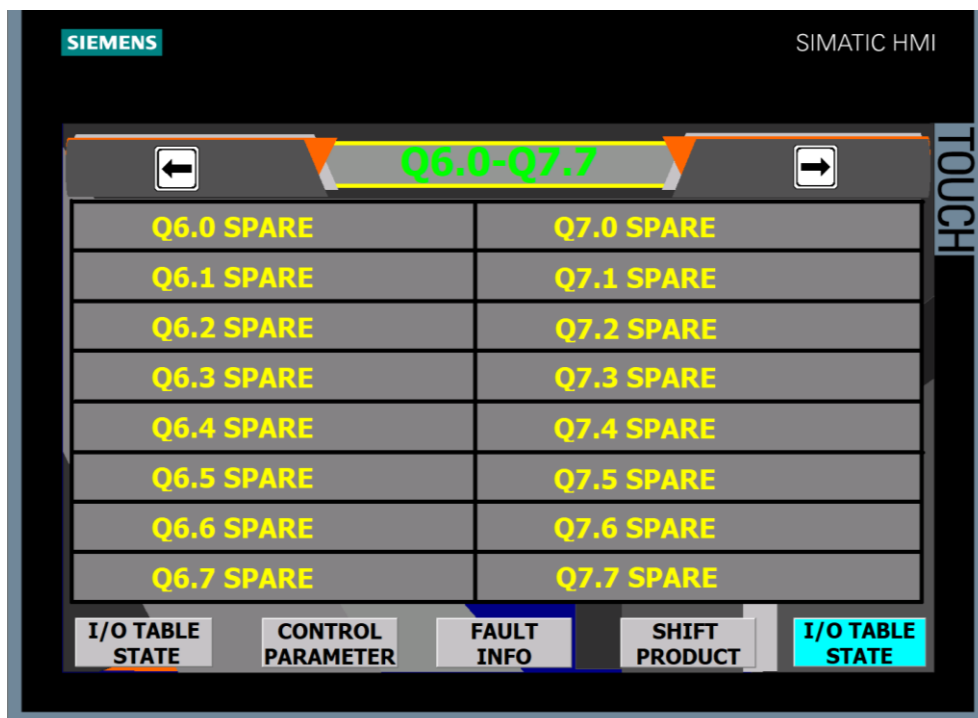 SIEMENS
SIMATIC HMI
TOUCH
Q6.0-Q7.7
Q6.0 SPARE
Q7.0 SPARE
Q6.1 SPARE
Q7.1 SPARE
Q6.2 SPARE
Q7.2 SPARE
Q6.3 SPARE
Q7.3 SPARE
Q6.4 SPARE
Q7.4 SPARE
Q6.5 SPARE
Q7.5 SPARE
Q6.6 SPARE
Q7.6 SPARE
Q6.7 SPARE
Q7.7 SPARE
I/O TABLE
STATE
CONTROL
PARAMETER
FAULT
INFO
SHIFT
PRODUCT
I/O TABLE
STATE